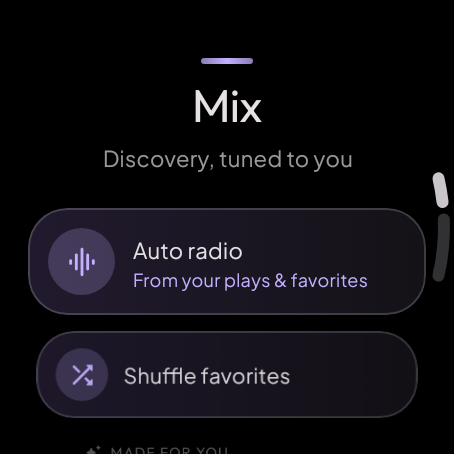 Mix
Discovery, tuned to you
Auto radio
From your plays & favorites
Shuffle favorites
MADE FOR YOU